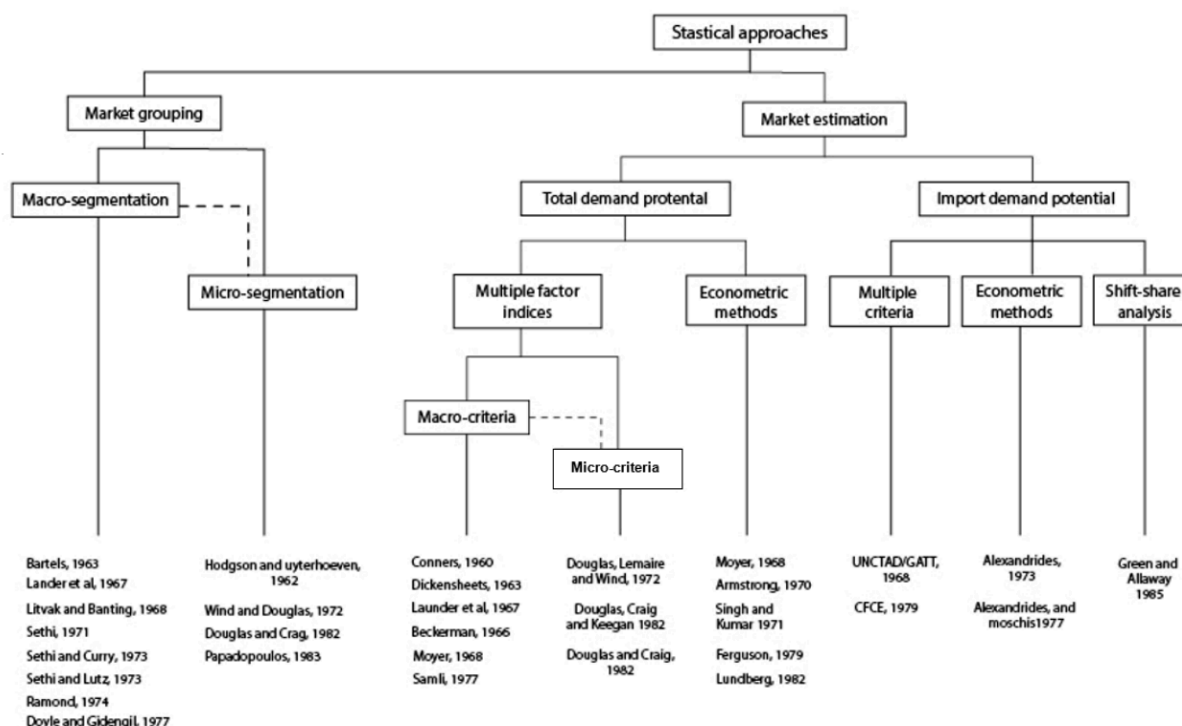 Stastical approaches
Market grouping
Market estimation
Macro-segmentation
Total demand protental
Import demand potential
Micro-segmentation
Multiple factor
indices
Econometric
methods
Multiple
criteria
Econometric
methods
Shift-share
analysis
Macro-criteria
Micro-criteria
Bartels, 1963
Lander et al, 1967
Litvak and Banting, 1968
Sethi, 1971
Sethi and Curry, 1973
Sethi and Lutz, 1973
Ramond, 1974
Doyle and Gidengil, 1977
Hodgson and uyterhoeven,
1962
Wind and Douglas, 1972
Douglas and Crag, 1982
Papadopoulos, 1983
Conners, 1960
Dickensheets, 1963
Launder et al, 1967
Beckerman, 1966
Moyer, 1968
Samli, 1977
Douglas, Lemaire
and Wind, 1972
Douglas, Craig
and Keegan 1982
Douglas and Craig,
1982
Moyer, 1968
Armstrong, 1970
Singh and
Kumar 1971
Ferguson, 1979
Lundberg, 1982
UNCTAD/GATT,
1968
CFCE, 1979
Alexandrides,
1973
Alexandrides, and
moschis1977
Green and
Allaway
1985